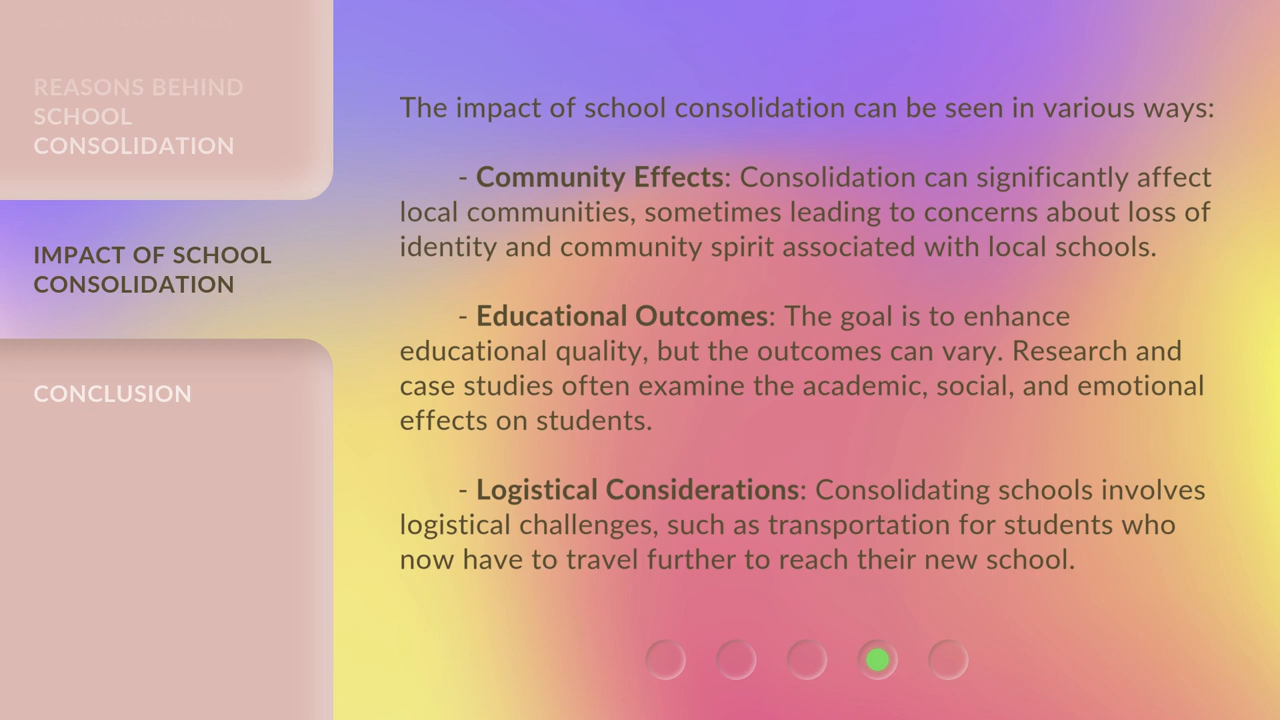 REASONS BEHIND
SCHOOL
CONSOLIDATION
IMPACT OF SCHOOL
CONSOLIDATION
CONCLUSION
The impact of school consolidation can be seen in various ways:
- Community Effects: Consolidation can significantly affect
local communities, sometimes leading to concerns about loss of
identity and community spirit associated with local schools.
- Educational Outcomes: The goal is to enhance
educational quality, but the outcomes can vary. Research and
case studies often examine the academic, social, and emotional
effects on students.
- Logistical Considerations: Consolidating schools involves
logistical challenges, such as transportation for students who
now have to travel further to reach their new school.